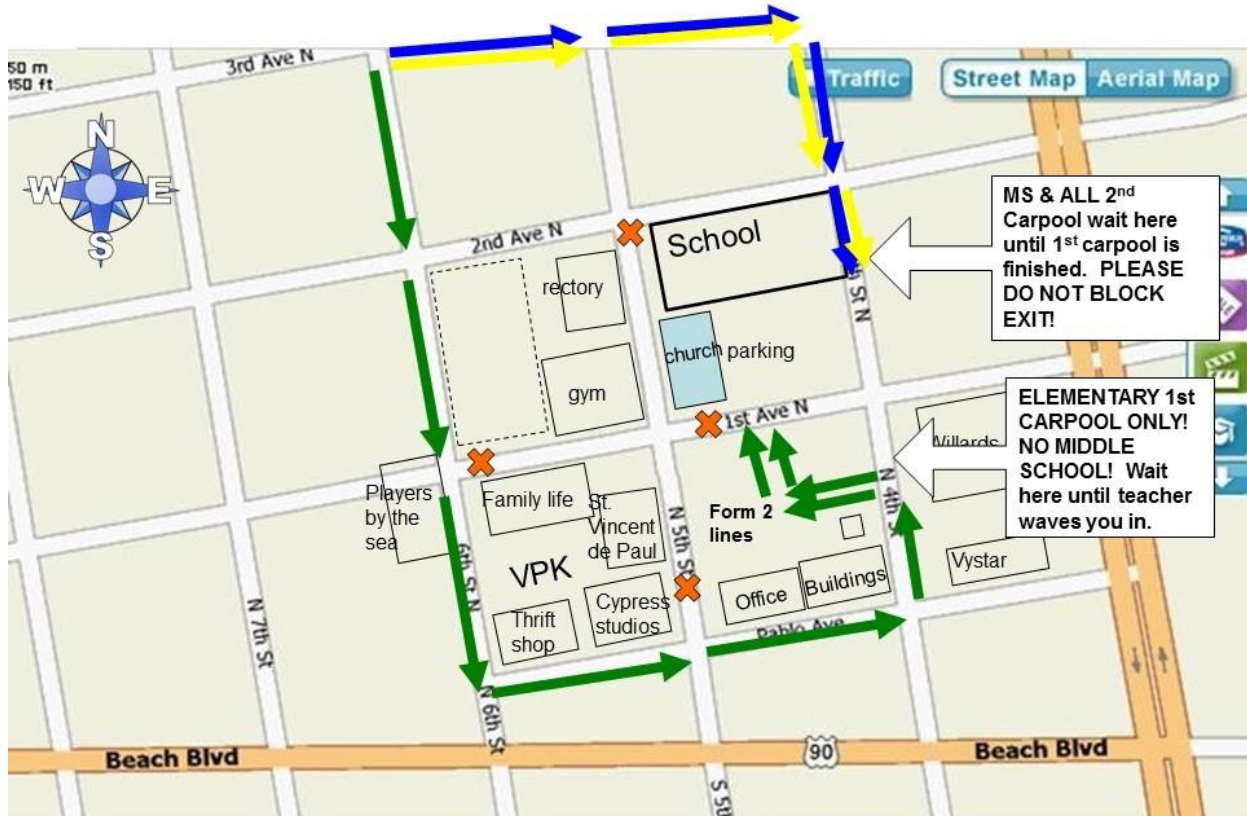 50 m
150 ft
3rd Ave N
Traffic
Street Map
Aerial Map
N
W
E
S
2nd Ave N
School
rectory
MS & ALL 2nd
Carpool wait here
until 1st carpool is
finished. PLEASE
DO NOT BLOCK
EXIT!
church parking
gym
1st Ave N
ELEMENTARY 1st
CARPOOL ONLY!
NO MIDDLE
SCHOOL! Wait
here until teacher
waves you in.
Players
by the
sea
Family life
St.
Vincent
de Paul
Form 2
lines
N 4th St
6th St N
VPK
N 5th St
Vystar
Office
Buildings
Thrift
shop
Cypress
studios
Pablo Ave
N 7th St
N 6th St
Beach Blvd
90
Beach Blvd
S 5th